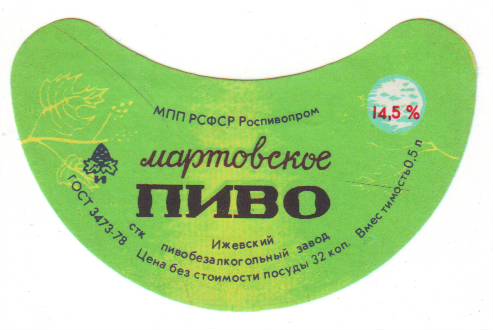 МПП РСФСР Роспивопром
14,5 %
мартовское
ПИВО
И
ГОСТ 3473-78
стк Ижевский
пивобезалкогольный завод
Цена без стоимости посуды 32 коп. Вместимость 0,5 л